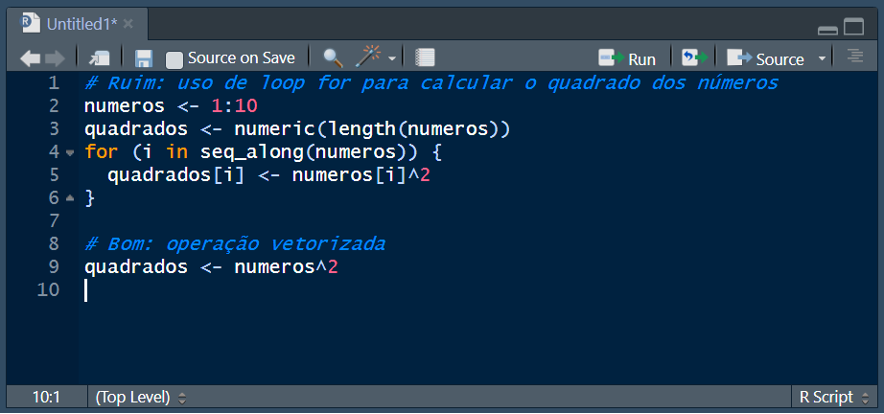 Untitled1*
Source on Save
Run
Source
1 # Ruim: uso de loop for para calcular o quadrado dos números
2 numeros <- 1:10
3 quadrados <- numeric(length(numeros))
4 for (i in seq_along(numeros)) {
5   quadrados[i] <- numeros[i]^2
6 }
7
8 # Bom: operação vetorizada
9 quadrados <- numeros^2
10
10:1 (Top Level) R Script